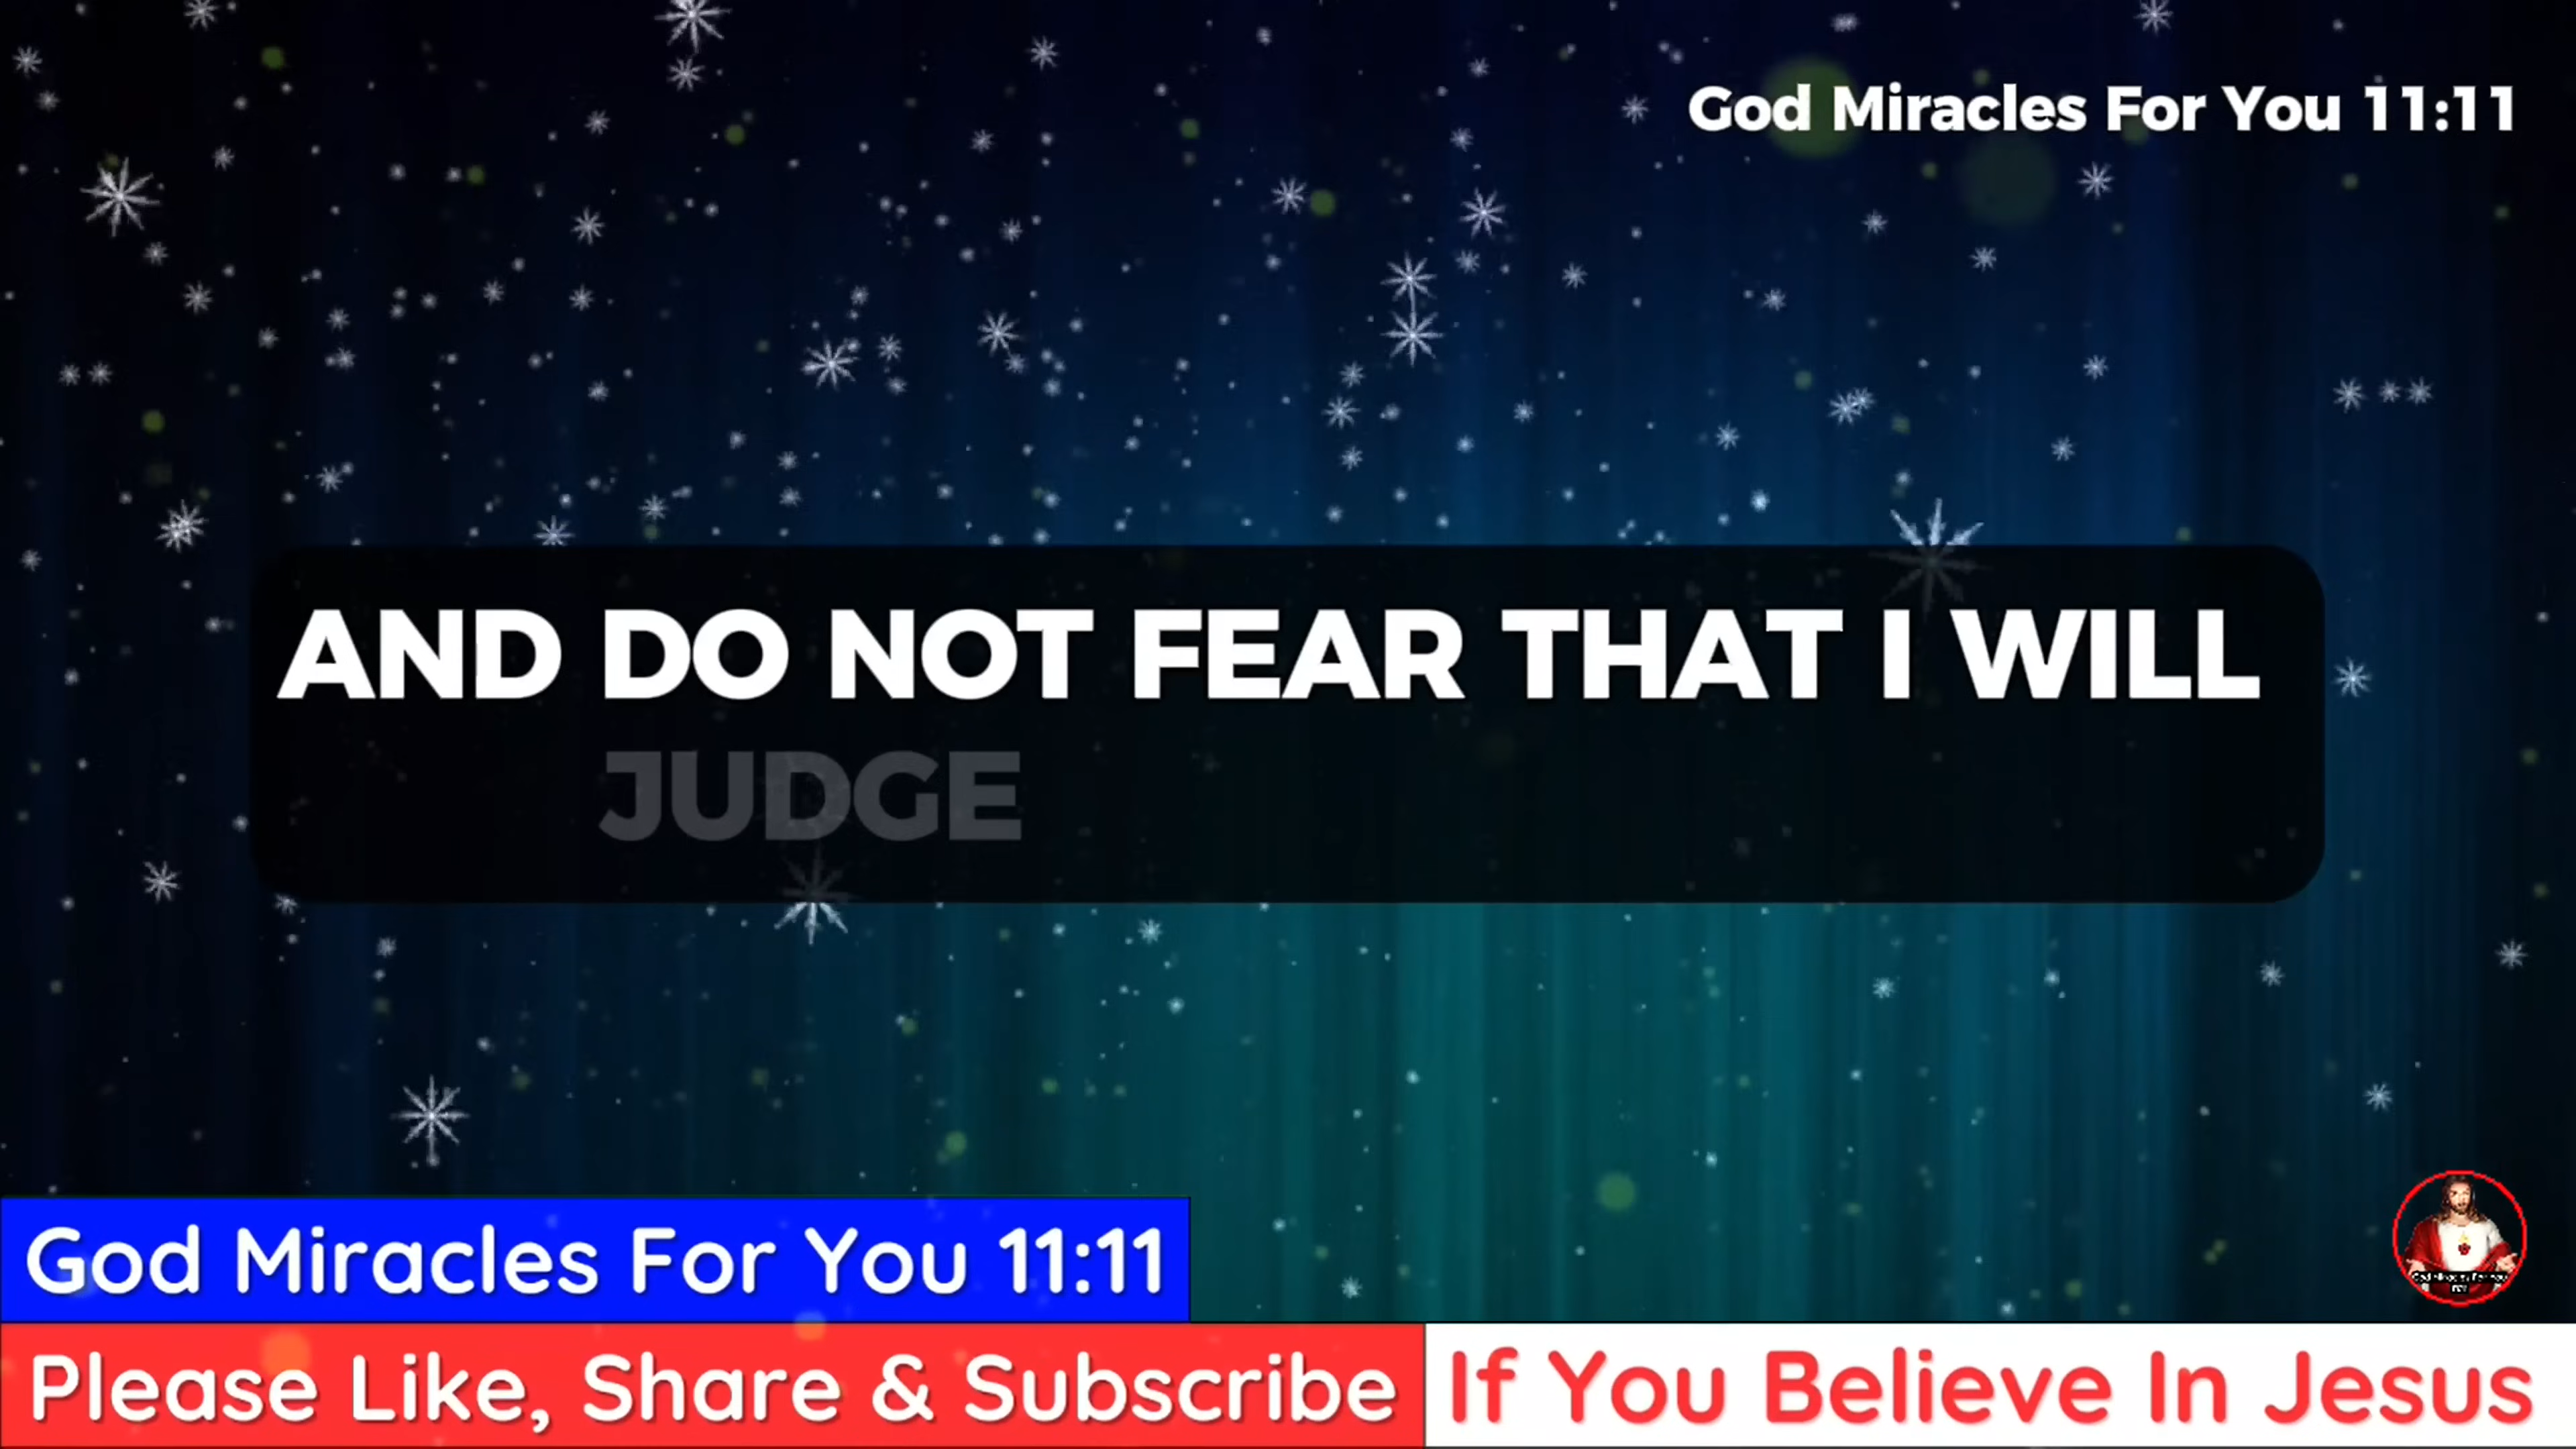 God Miracles For You 11:11
AND DO NOT FEAR THAT I WILL
JUDGE
God Miracles For You 11:11
Please Like, Share & Subscribe
If You Believe In Jesus